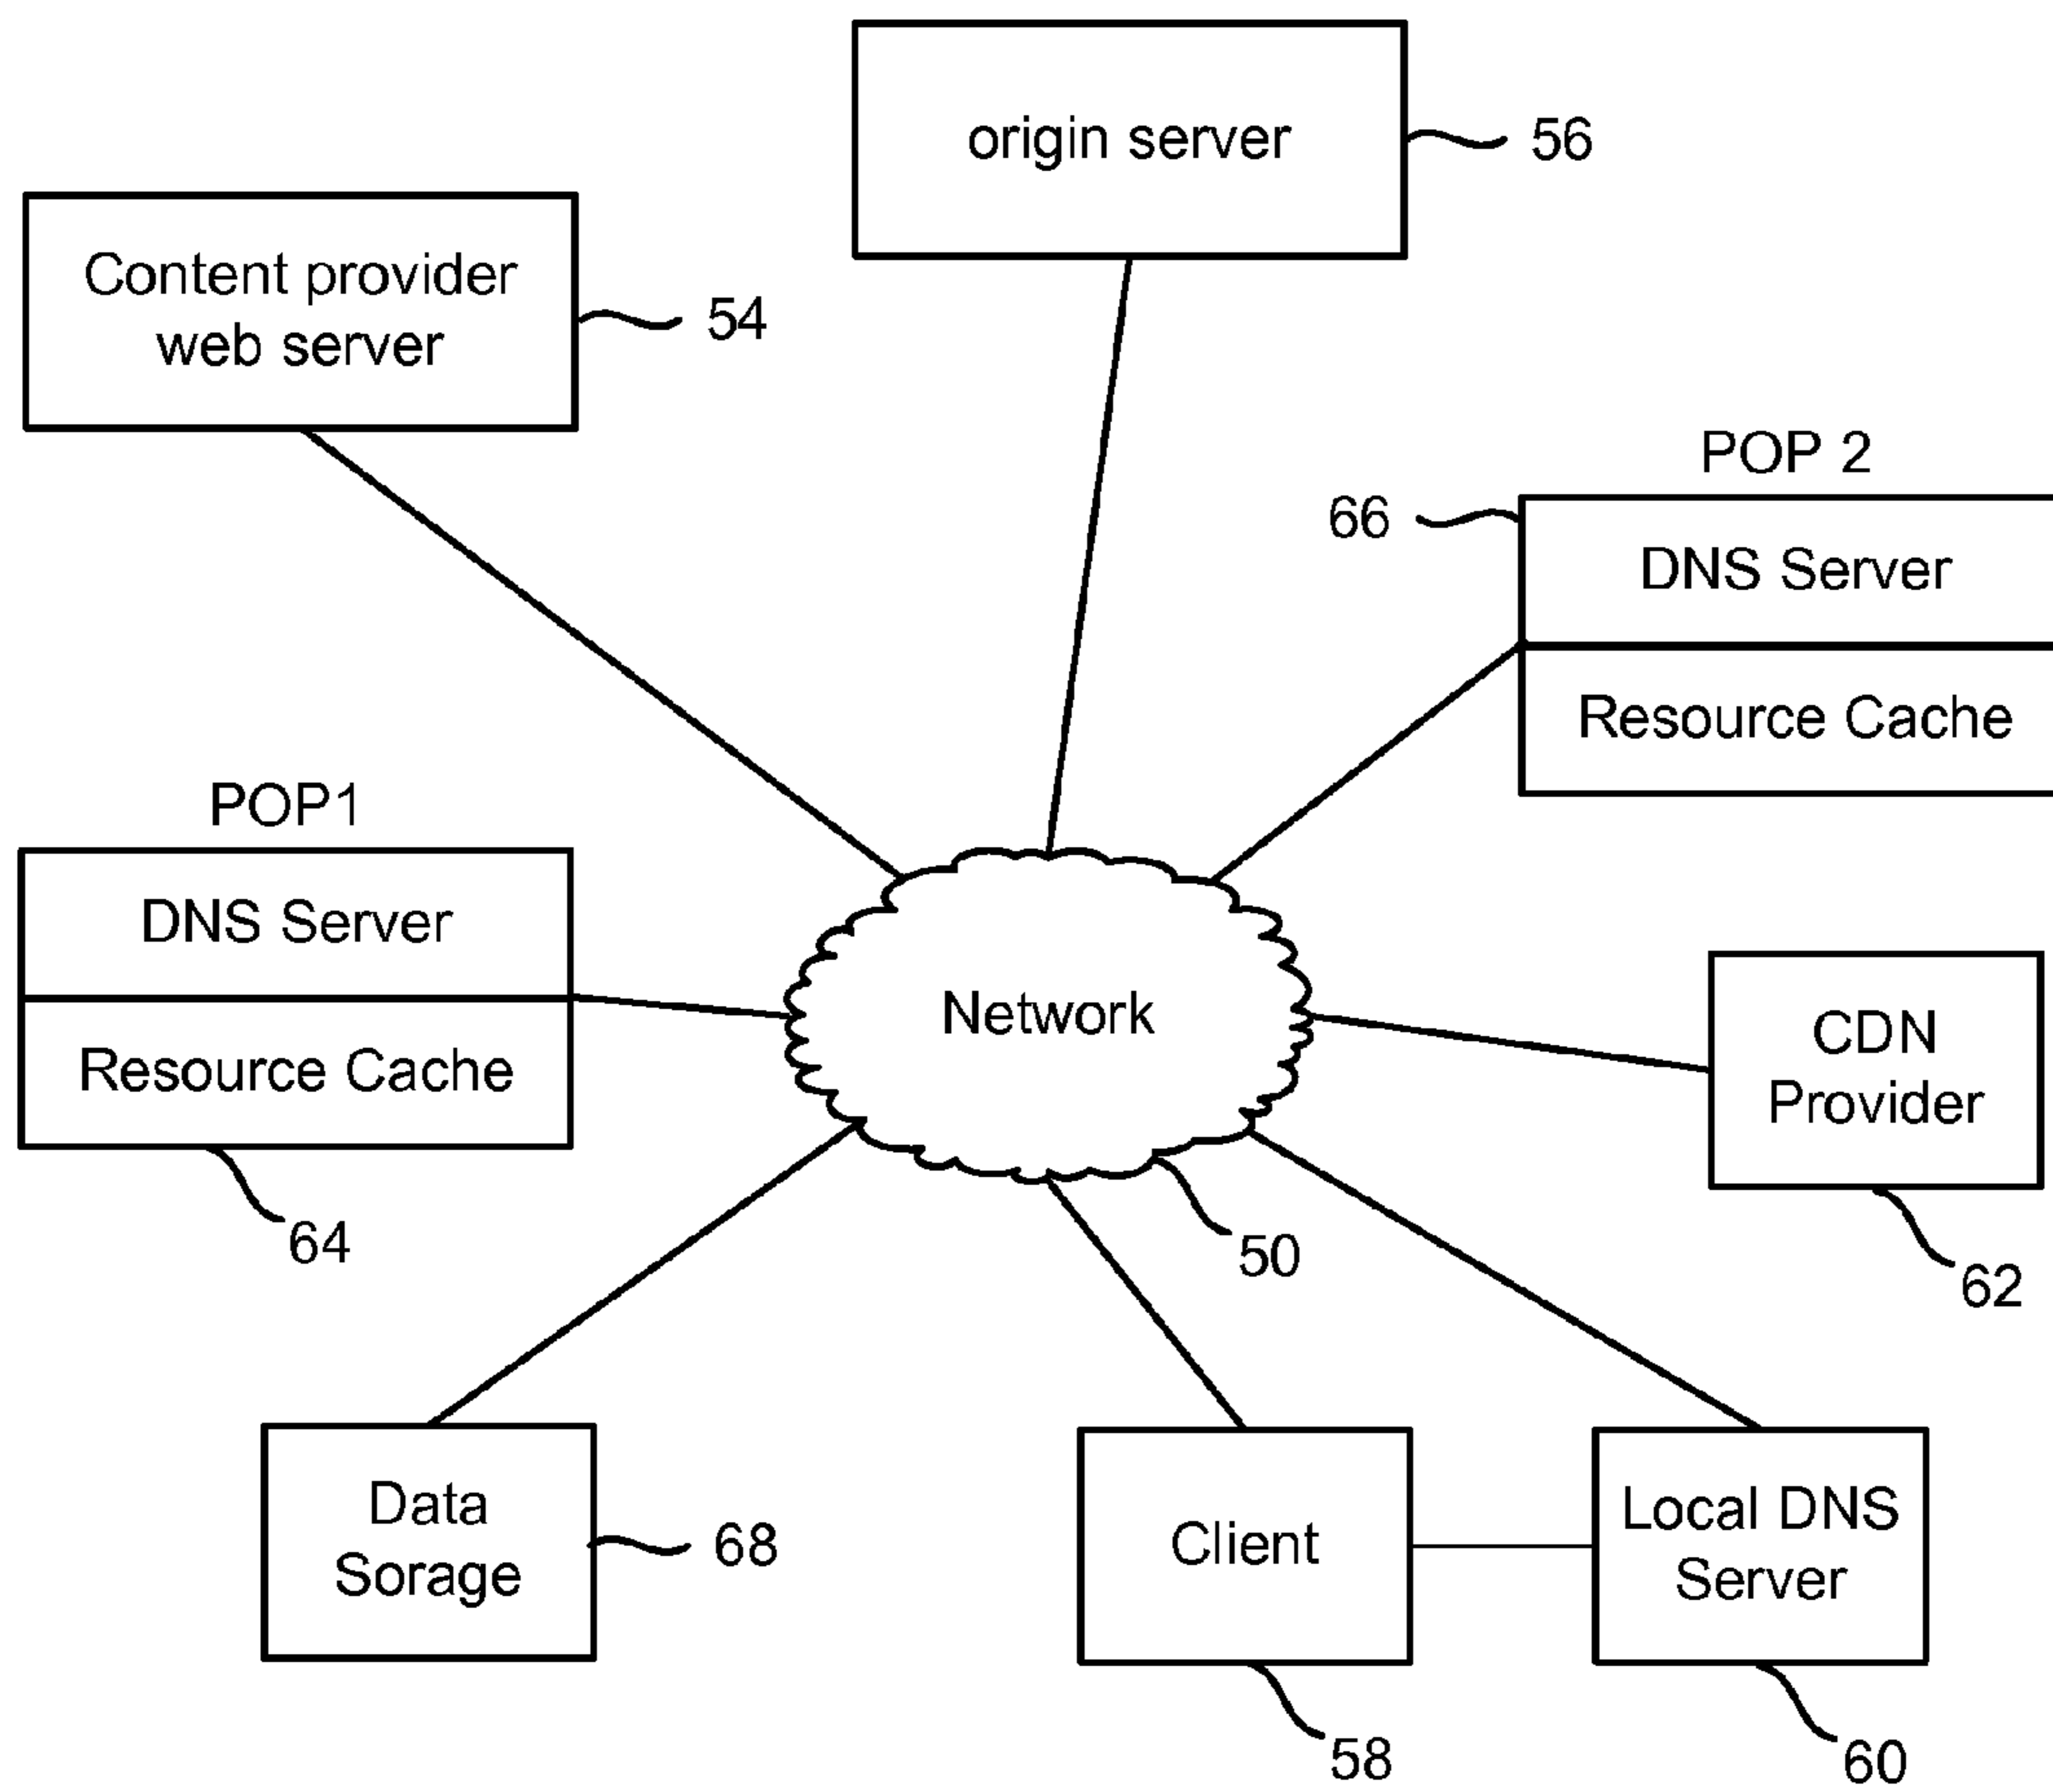 origin server
56
Content provider
web server
54
POP 2
66
DNS Server
Resource Cache
POP1
DNS Server
Resource Cache
64
Network
50
CDN
Provider
62
Data
Sorage
68
Client
58
Local DNS
Server
60